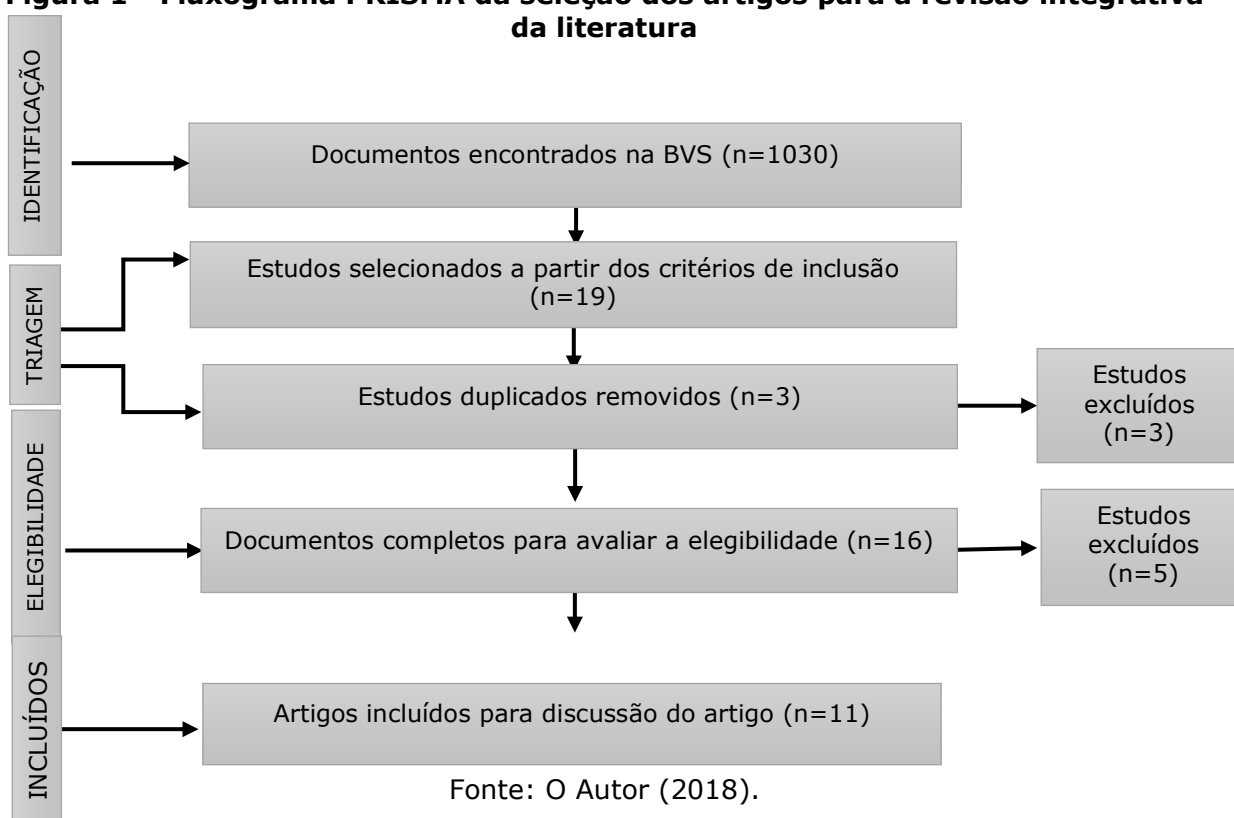 Figura 1 - Fluxograma PRISMA da seleção dos artigos para a revisão integrativa
da literatura
IDENTIFICAÇÃO
Documentos encontrados na BVS (n=1030)
TRIAGEM
Estudos selecionados a partir dos critérios de inclusão
(n=19)
Estudos duplicados removidos (n=3)
Estudos
excluídos
(n=3)
ELEGIBILIDADE
Documentos completos para avaliar a elegibilidade (n=16)
Estudos
excluídos
(n=5)
INCLUÍDOS
Artigos incluídos para discussão do artigo (n=11)
Fonte: O Autor (2018).